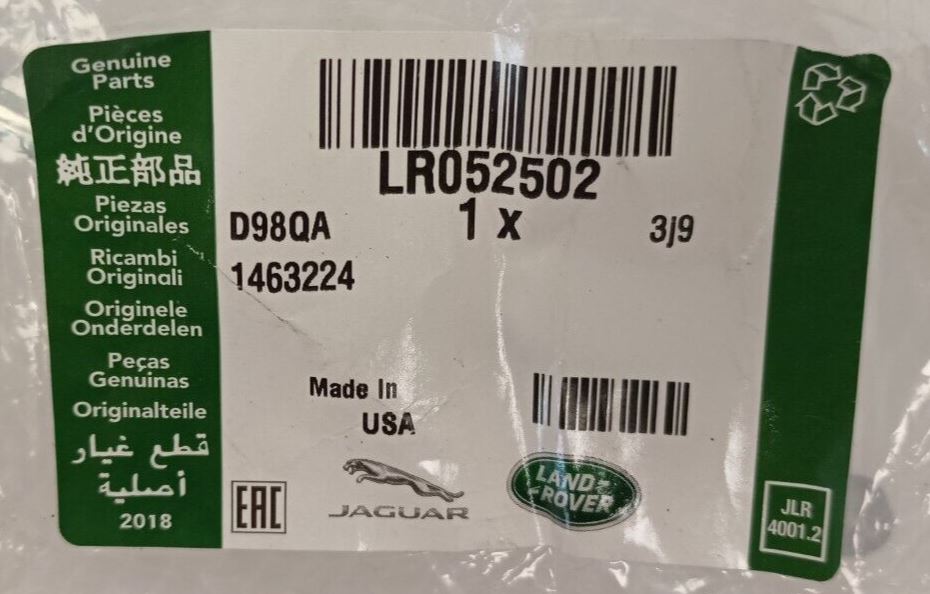 Genuine
Parts
Pièces
d'Origine
純正部品
Piezas
Originales
Ricambi
Originali
Originele
Onderdelen
Peças
Genuinas
Originalteile
قطع غيار
أصلية
2018
LR052502
1 x
D98QA
3j9
1463224
Made In
USA
EAC
JAGUAR
LAND
ROVER
JLR
4001.2